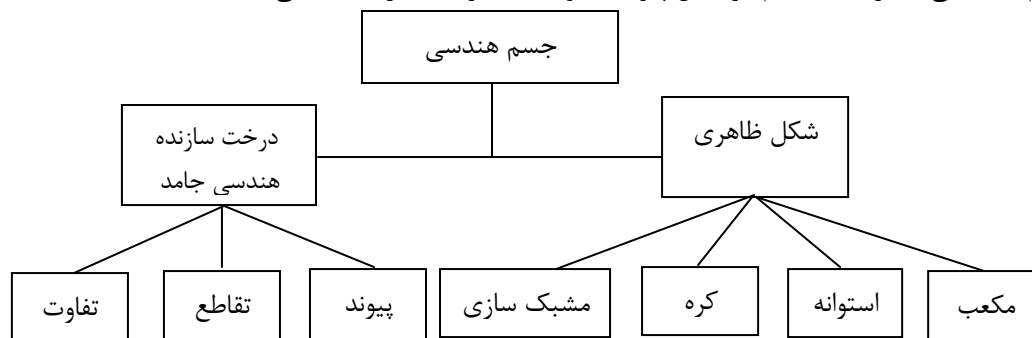 جسم هندسی
شکل ظاهری
درخت سازنده
هندسی جامد
مکعب
استوانه
کره
مشبک سازی
پیوند
تقاطع
تفاوت